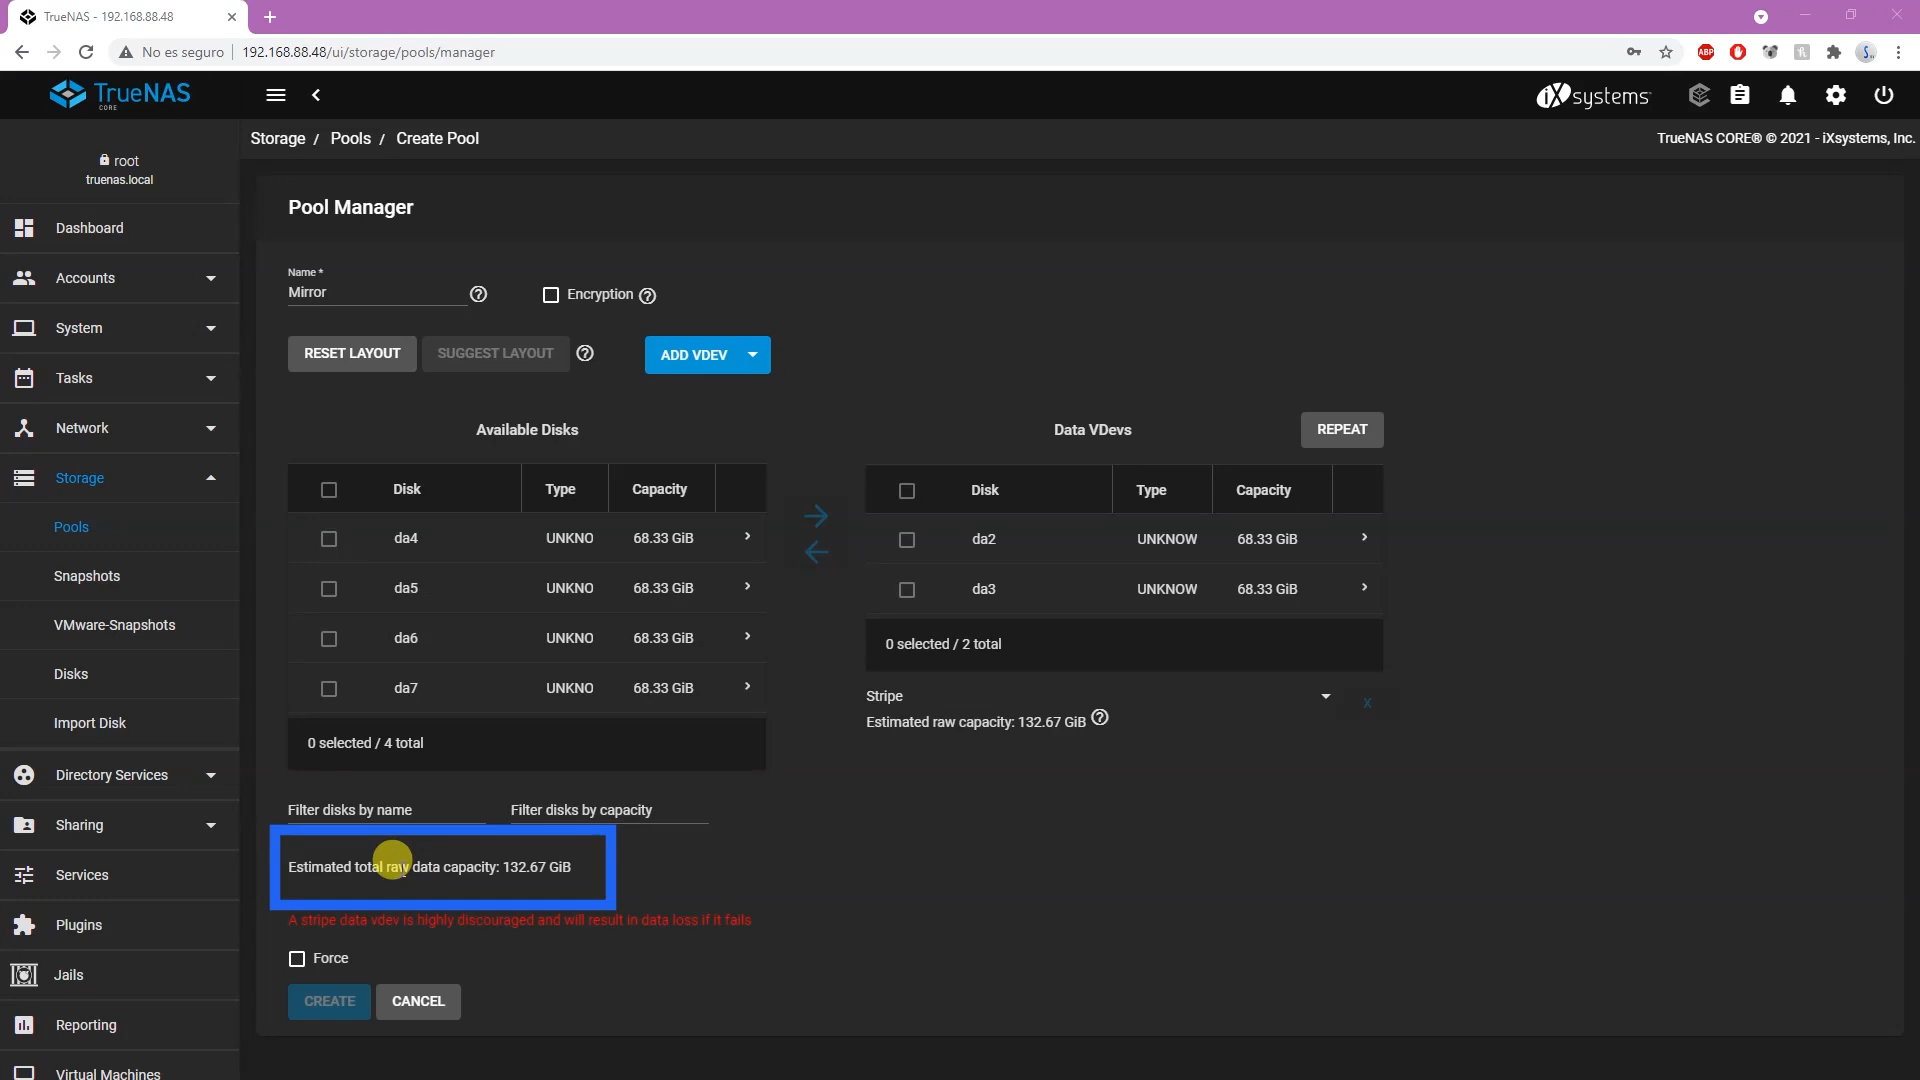 TrueNAS - 192.168.88.48
No es seguro
192.168.88.48/ui/storage/pools/manager
ABP
TrueNAS
CORE
iXsystems
Storage / Pools / Create Pool
TrueNAS CORE® © 2021 - iXsystems, Inc.
root
truenas.local
Dashboard
Accounts
System
Tasks
Network
Storage
Pools
Snapshots
VMware-Snapshots
Disks
Import Disk
Directory Services
Sharing
Services
Plugins
Jails
Reporting
Virtual Machines
Pool Manager
Name *
Mirror
Encryption
RESET LAYOUT
SUGGEST LAYOUT
ADD VDEV
Available Disks
Disk Type Capacity
da4 UNKNO 68.33 GiB
da5 UNKNO 68.33 GiB
da6 UNKNO 68.33 GiB
da7 UNKNO 68.33 GiB
0 selected / 4 total
Data VDevs
REPEAT
Disk Type Capacity
da2 UNKNOW 68.33 GiB
da3 UNKNOW 68.33 GiB
0 selected / 2 total
Stripe
x
Estimated raw capacity: 132.67 GiB
Filter disks by name
Filter disks by capacity
Estimated total raw data capacity: 132.67 GiB
A stripe data vdev is highly discouraged and will result in data loss if it fails
Force
CREATE
CANCEL